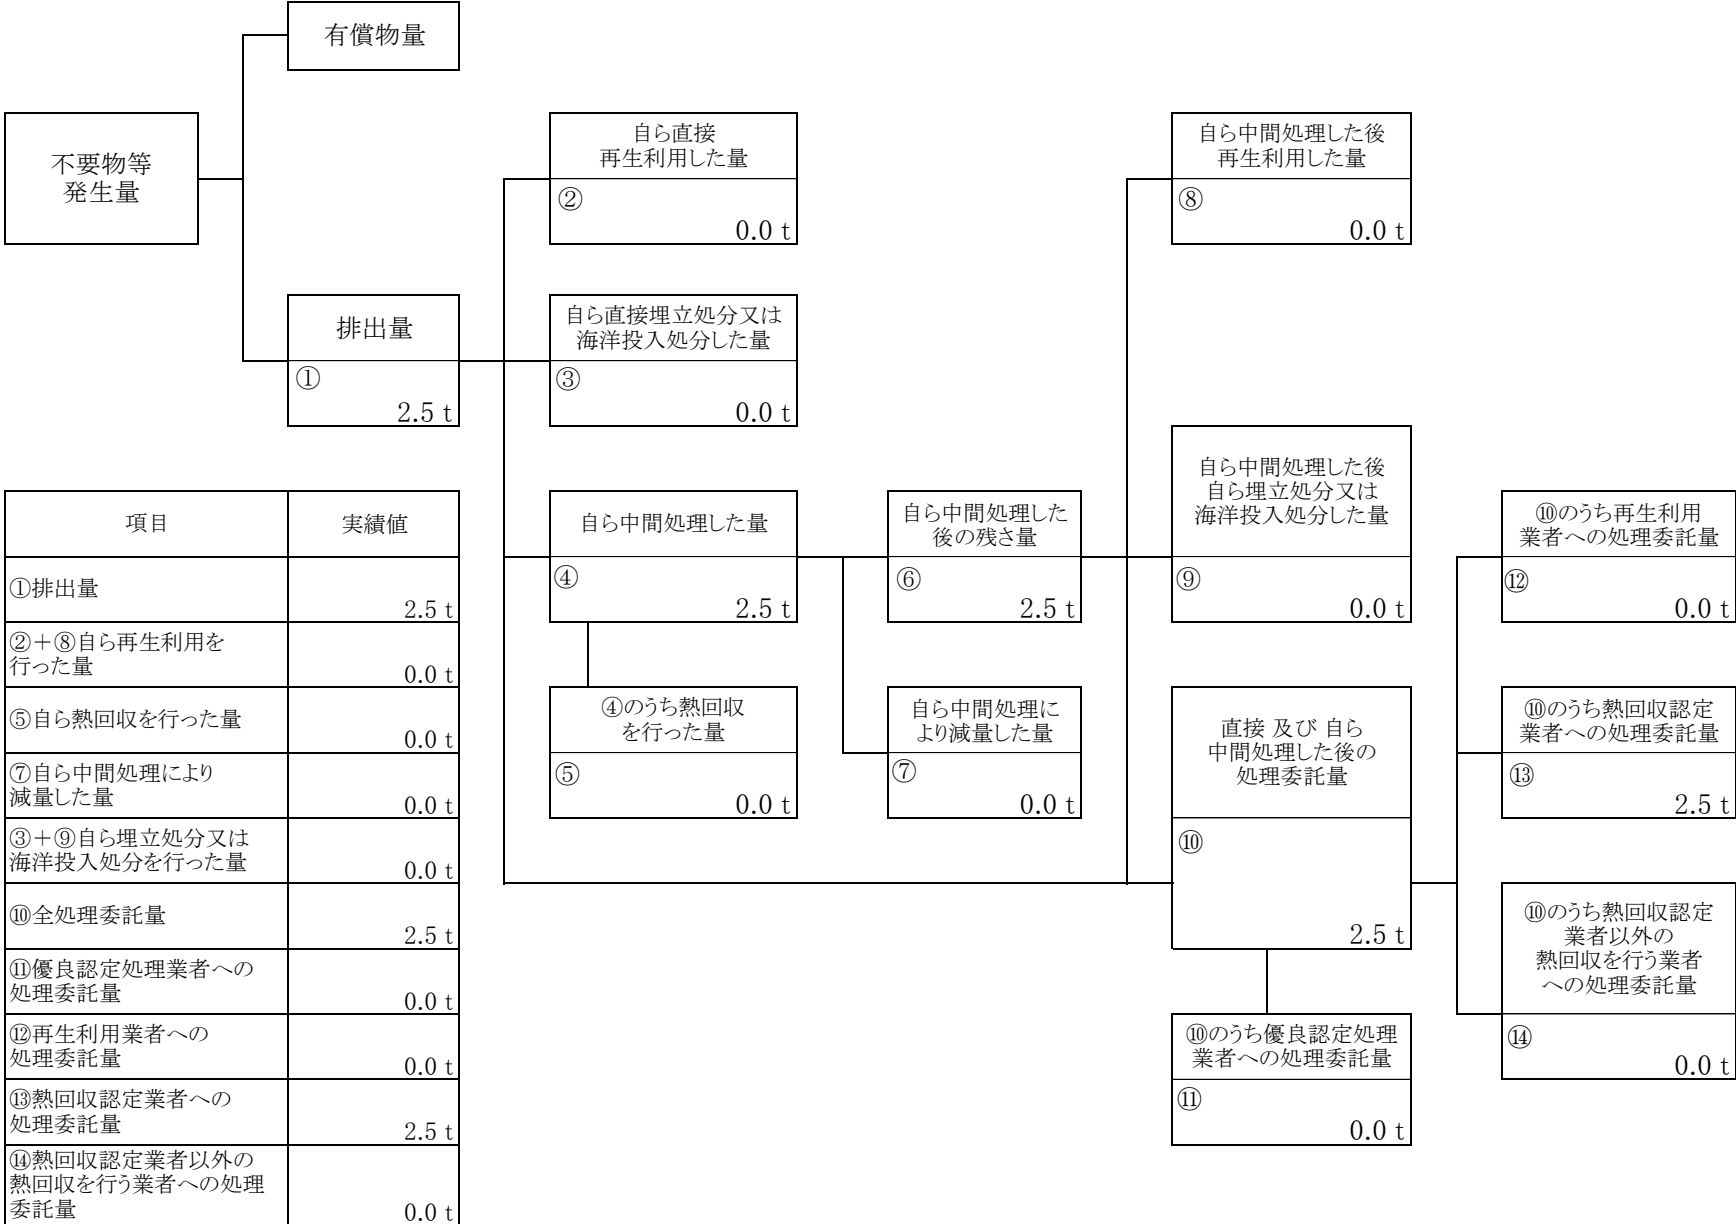 有償物量
不要物等
発生量
自ら直接
再生利用した量
②
0.0 t
自ら中間処理した後
再生利用した量
⑧
0.0 t
排出量
①
2.5 t
自ら直接埋立処分又は
海洋投入処分した量
③
0.0 t
自ら中間処理した量
④
2.5 t
自ら中間処理した
後の残さ量
⑥
2.5 t
自ら中間処理した後
自ら埋立処分又は
海洋投入処分した量
⑨
0.0 t
⑩のうち再生利用
業者への処理委託量
⑫
0.0 t
④のうち熱回収
を行った量
⑤
0.0 t
自ら中間処理に
より減量した量
⑦
0.0 t
直接 及び 自ら
中間処理した後の
処理委託量
⑩
2.5 t
⑩のうち熱回収認定
業者への処理委託量
⑬
2.5 t
⑩のうち熱回収認定
業者以外の
熱回収を行う業者
への処理委託量
⑭
0.0 t
⑩のうち優良認定処理
業者への処理委託量
⑪
0.0 t
項目 実績値
①排出量
2.5 t
②+⑧自ら再生利用を
行った量
0.0 t
⑤自ら熱回収を行った量
0.0 t
⑦自ら中間処理により
減量した量
0.0 t
③+⑨自ら埋立処分又は
海洋投入処分を行った量
0.0 t
⑩全処理委託量
2.5 t
⑪優良認定処理業者への
処理委託量
0.0 t
⑫再生利用業者への
処理委託量
0.0 t
⑬熱回収認定業者への
処理委託量
2.5 t
⑭熱回収認定業者以外の
熱回収を行う業者への処理
委託量
0.0 t